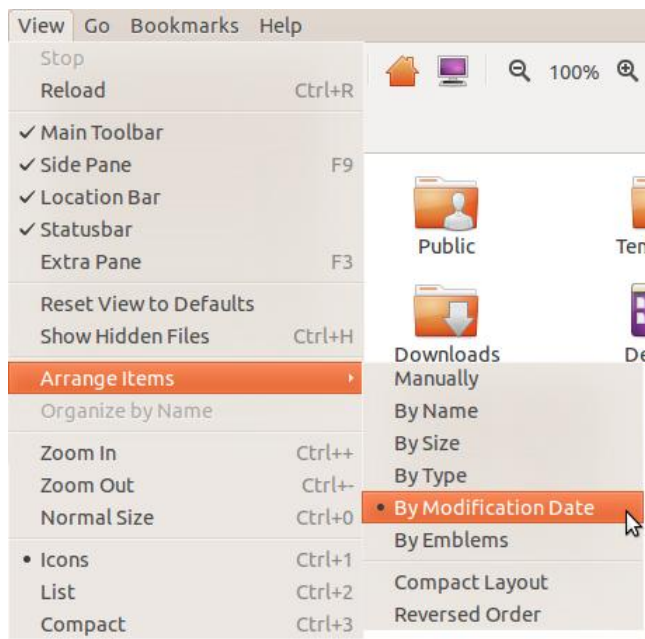 View Go Bookmarks Help
Stop
Reload Ctrl+R
100%
Main Toolbar
Side Pane F9
Location Bar
Statusbar
Extra Pane F3
Public
Reset View to Defaults
Show Hidden Files Ctrl+H
Downloads
Arrange Items
Organize by Name
Zoom In Ctrl++
Zoom Out Ctrl+-
Normal Size Ctrl+0
Icons Ctrl+1
List Ctrl+2
Compact Ctrl+3
Manually
By Name
By Size
By Type
By Modification Date
By Emblems
Compact Layout
Reversed Order